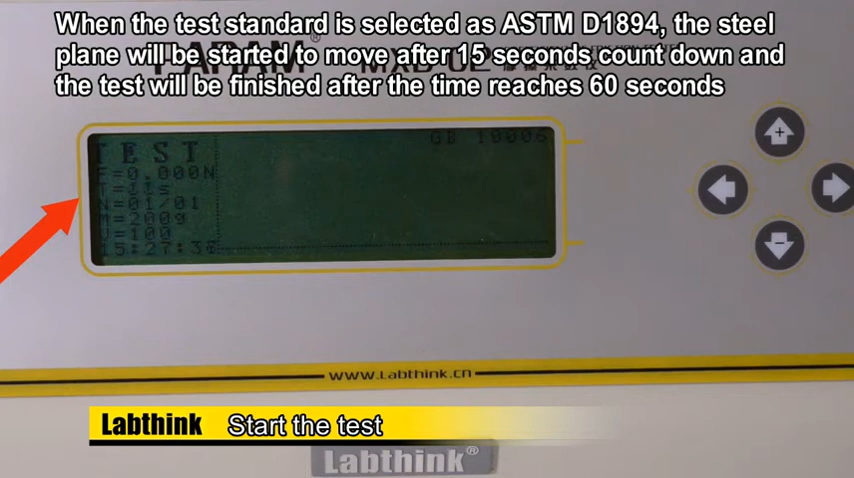 When the test standard is selected as ASTM D1894, the steel
plane will be started to move after 15 seconds count down and
the test will be finished after the time reaches 60 seconds
TEST
GB 10006
F=0.000N
T=11s
N=01/01
M=200g
U=100
15:27:38
www.Labthink.cn
Labthink Start the test
Labthink®